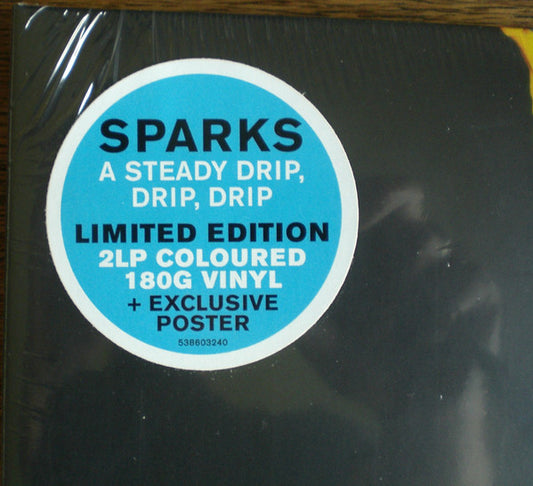 SPARKS
A STEADY DRIP,
DRIP, DRIP
LIMITED EDITION
2LP COLOURED
180G VINYL
+ EXCLUSIVE
POSTER
538603240